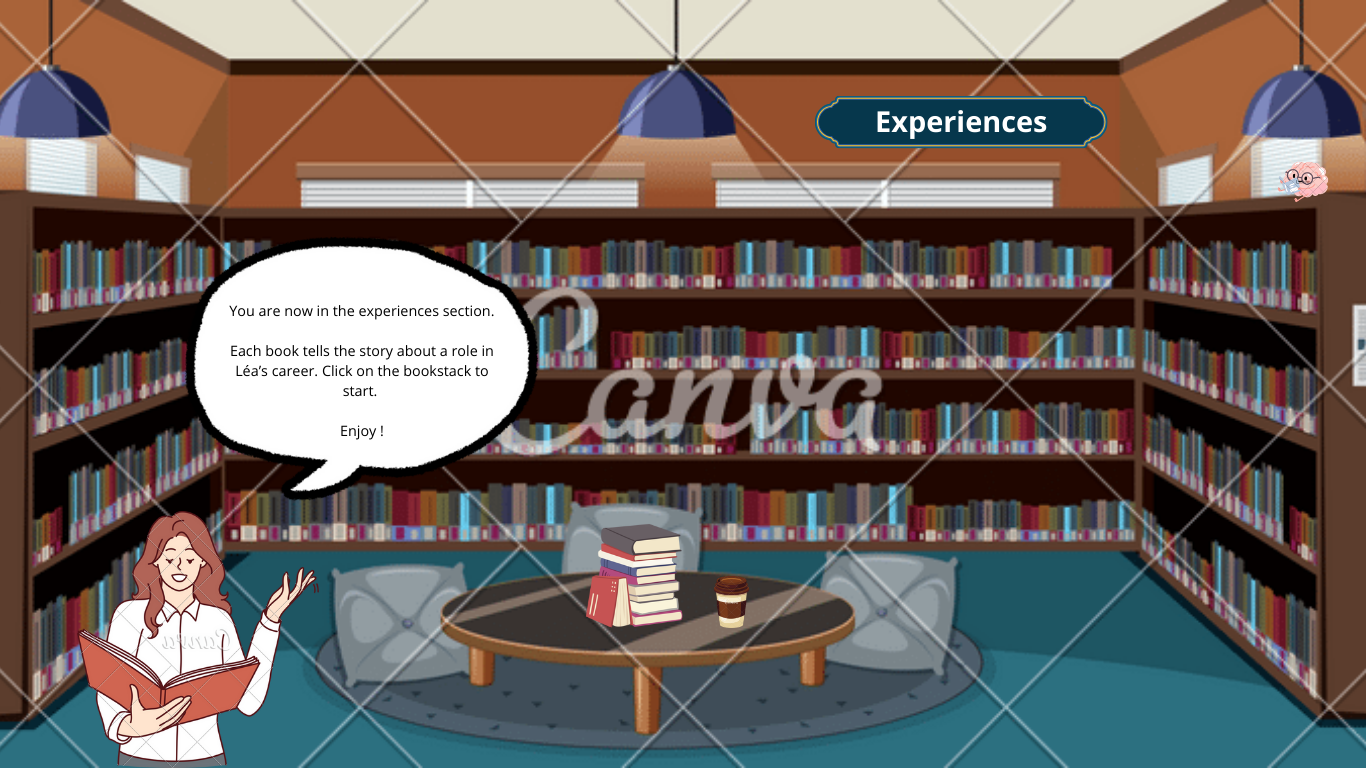 Experiences
You are now in the experiences section.
Each book tells the story about a role in
Léa’s career. Click on the bookstack to
start.
Enjoy !
Canva
Canva